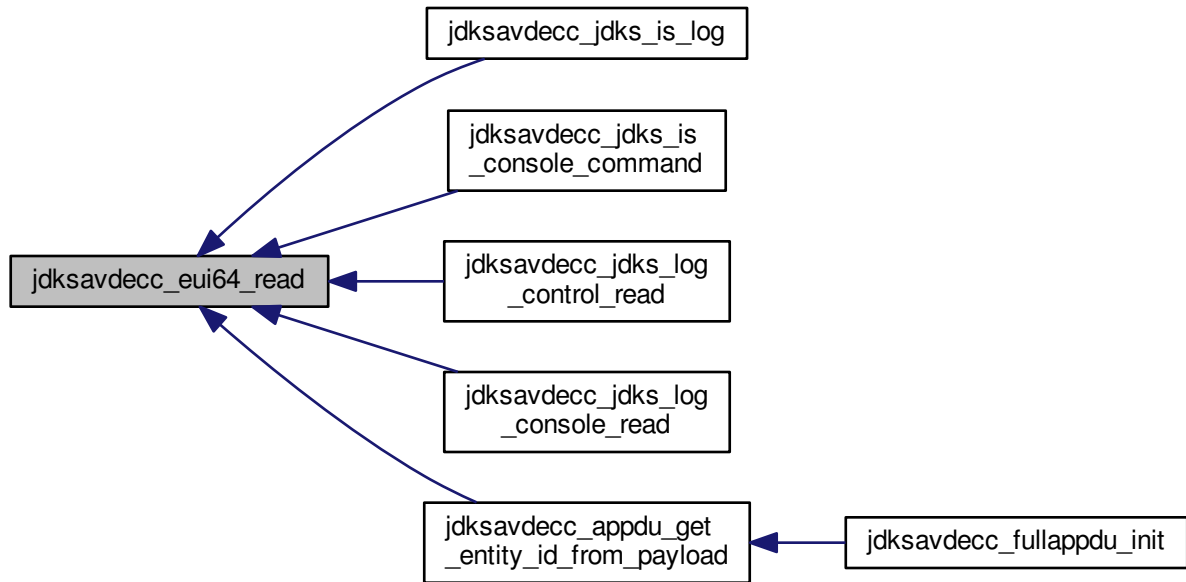 jdksavdecc_jdks_is_log
jdksavdecc_jdks_is
_console_command
jdksavdecc_eui64_read
jdksavdecc_jdks_log
_control_read
jdksavdecc_jdks_log
_console_read
jdksavdecc_appdu_get
_entity_id_from_payload
jdksavdecc_fullappdu_init